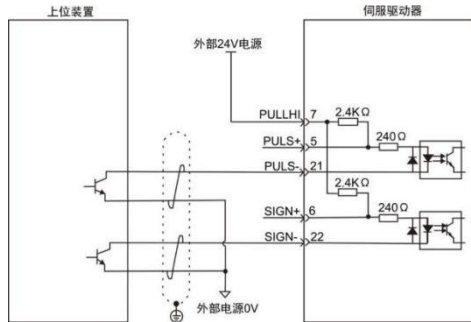 上位装置
伺服驱动器
外部24V电源
PULLHI 7
2.4KΩ
PULS+ 5
240Ω
PULS- 21
2.4KΩ
SIGN+ 6
240Ω
SIGN- 22
外部电源0V